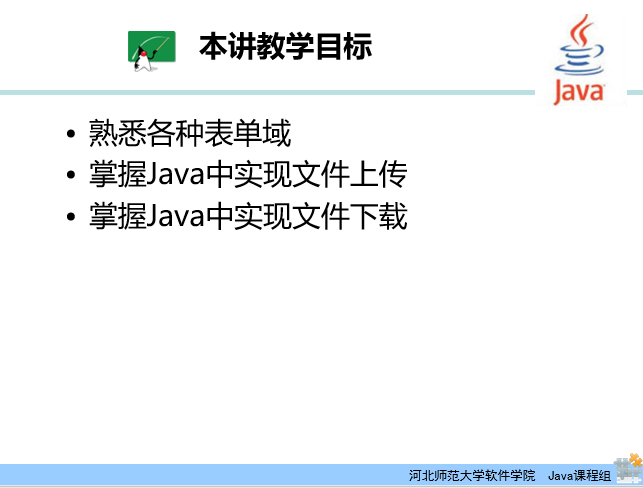 本讲教学目标
Java
• 熟悉各种表单域
• 掌握Java中实现文件上传
• 掌握Java中实现文件下载
河北师范大学软件学院 Java课程组